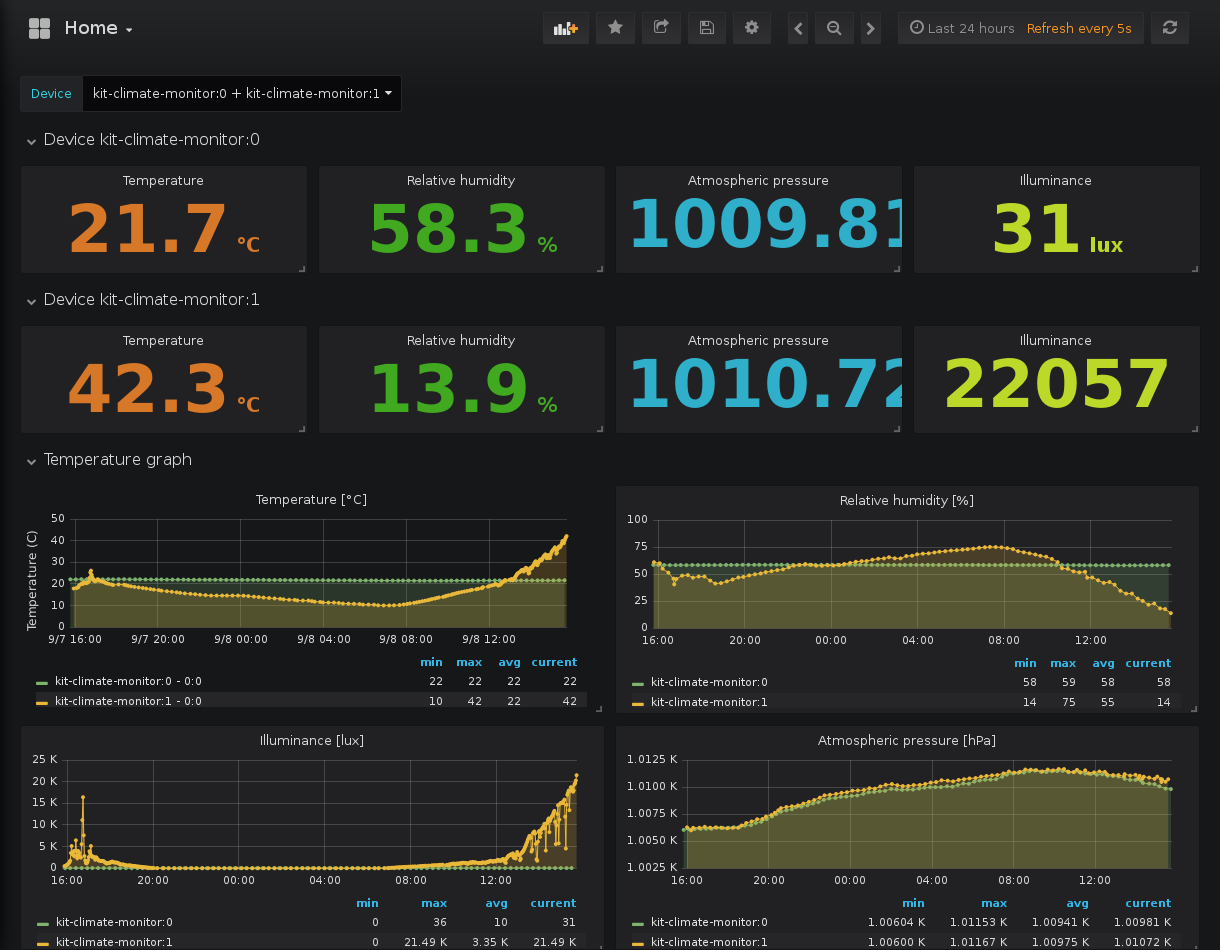 Home
Last 24 hours Refresh every 5s
Device kit-climate-monitor:0 + kit-climate-monitor:1
Device kit-climate-monitor:0
Temperature Relative humidity Atmospheric pressure Illuminance
21.7 °C 58.3 % 1009.81 31 lux
Device kit-climate-monitor:1
Temperature Relative humidity Atmospheric pressure Illuminance
42.3 °C 13.9 % 1010.72 22057
Temperature graph
Temperature [°C]
Temperature (C)
50
40
30
20
10
0
9/7 16:00 9/7 20:00 9/8 00:00 9/8 04:00 9/8 08:00 9/8 12:00
min max avg current
kit-climate-monitor:0 - 0:0 22 22 22 22
kit-climate-monitor:1 - 0:0 10 42 22 42
Relative humidity [%]
100
75
50
25
0
16:00 20:00 00:00 04:00 08:00 12:00
min max avg current
kit-climate-monitor:0 58 59 58 58
kit-climate-monitor:1 14 75 55 14
Illuminance [lux]
25 K
20 K
15 K
10 K
5 K
0
16:00 20:00 00:00 04:00 08:00 12:00
min max avg current
kit-climate-monitor:0 0 36 10 31
kit-climate-monitor:1 0 21.49 K 3.35 K 21.49 K
Atmospheric pressure [hPa]
1.0125 K
1.0100 K
1.0075 K
1.0050 K
1.0025 K
16:00 20:00 00:00 04:00 08:00 12:00
min max avg current
kit-climate-monitor:0 1.00604 K 1.01153 K 1.00941 K 1.00981 K
kit-climate-monitor:1 1.00600 K 1.01167 K 1.00975 K 1.01072 K